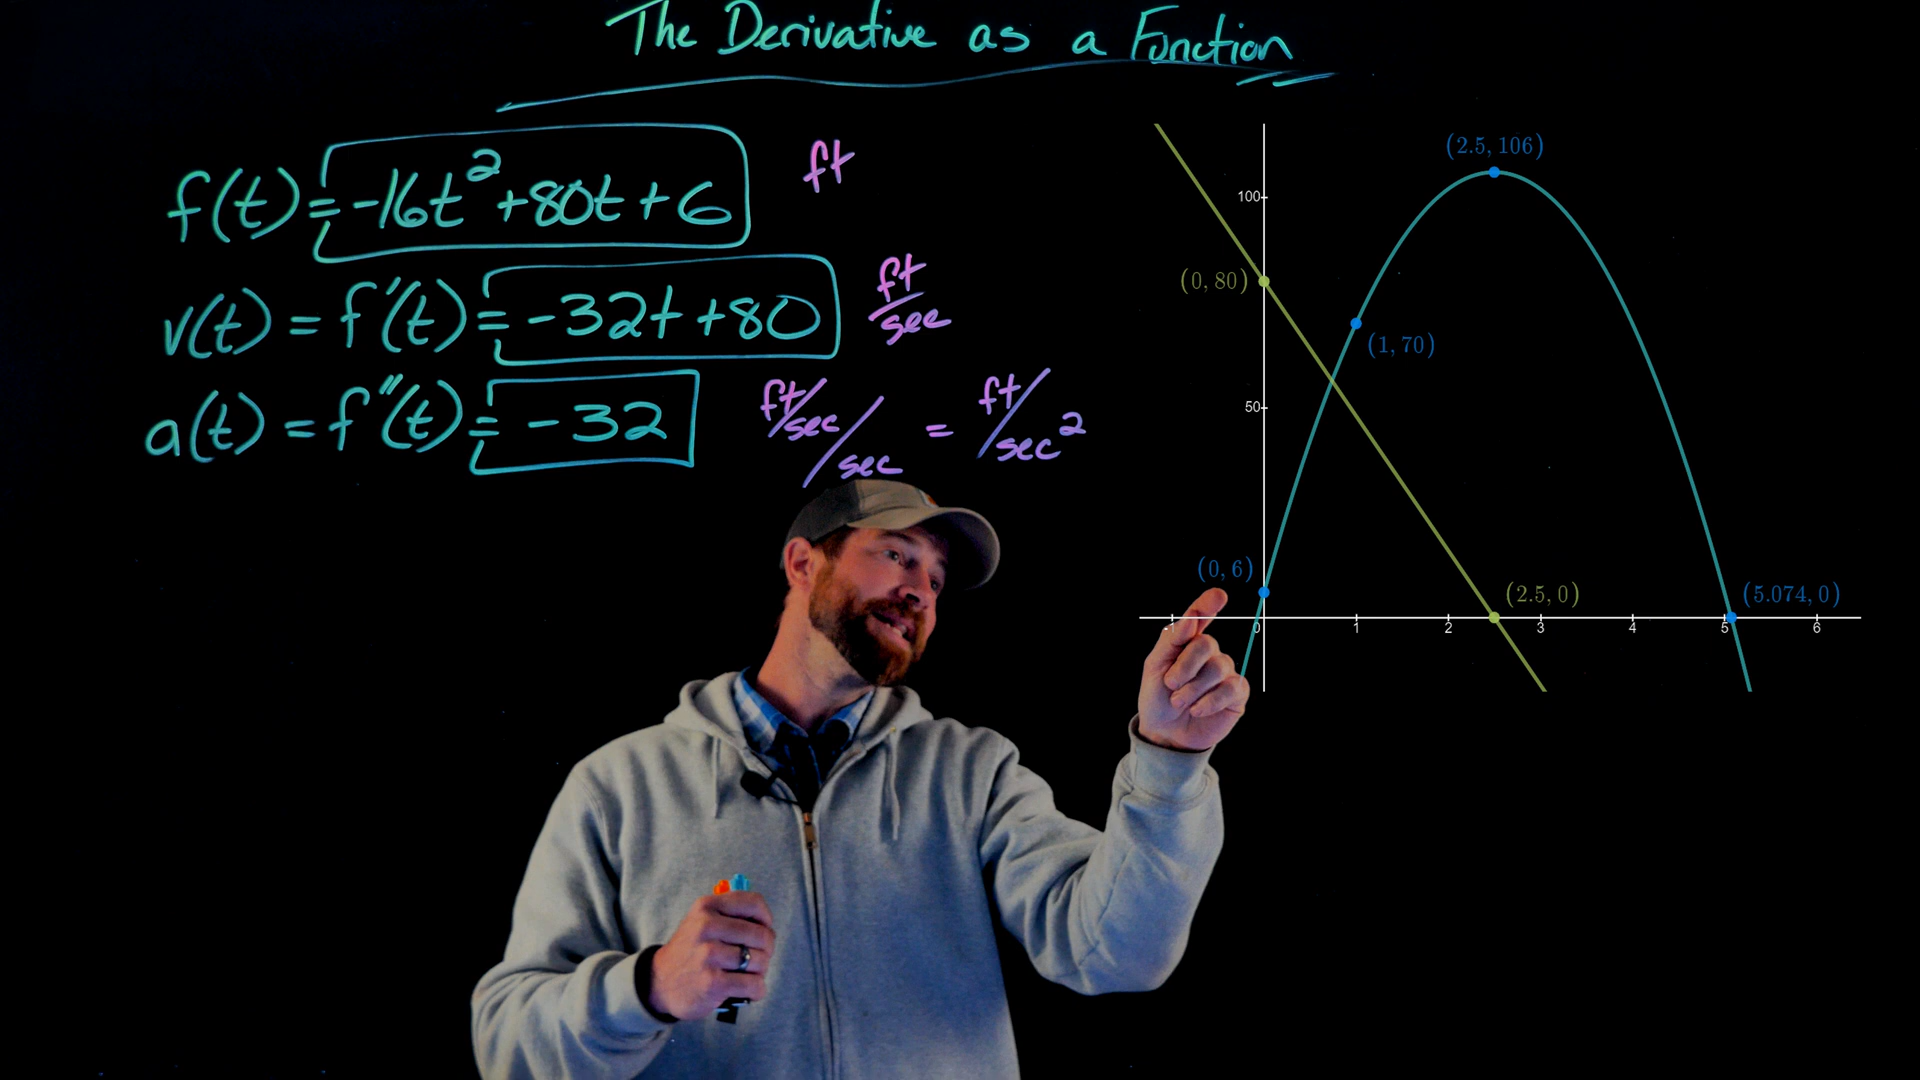 The Derivative as a Function
f(t) = -16t²+80t+6 ft
v(t) = f'(t) = -32t+80 ft/sec
a(t) = f''(t) = -32 ft/sec/sec = ft/sec²
(2.5, 106)
100
(0, 80)
(1, 70)
50
(0, 6)
(2.5, 0)
(5.074, 0)
-1 0 1 2 3 4 5 6